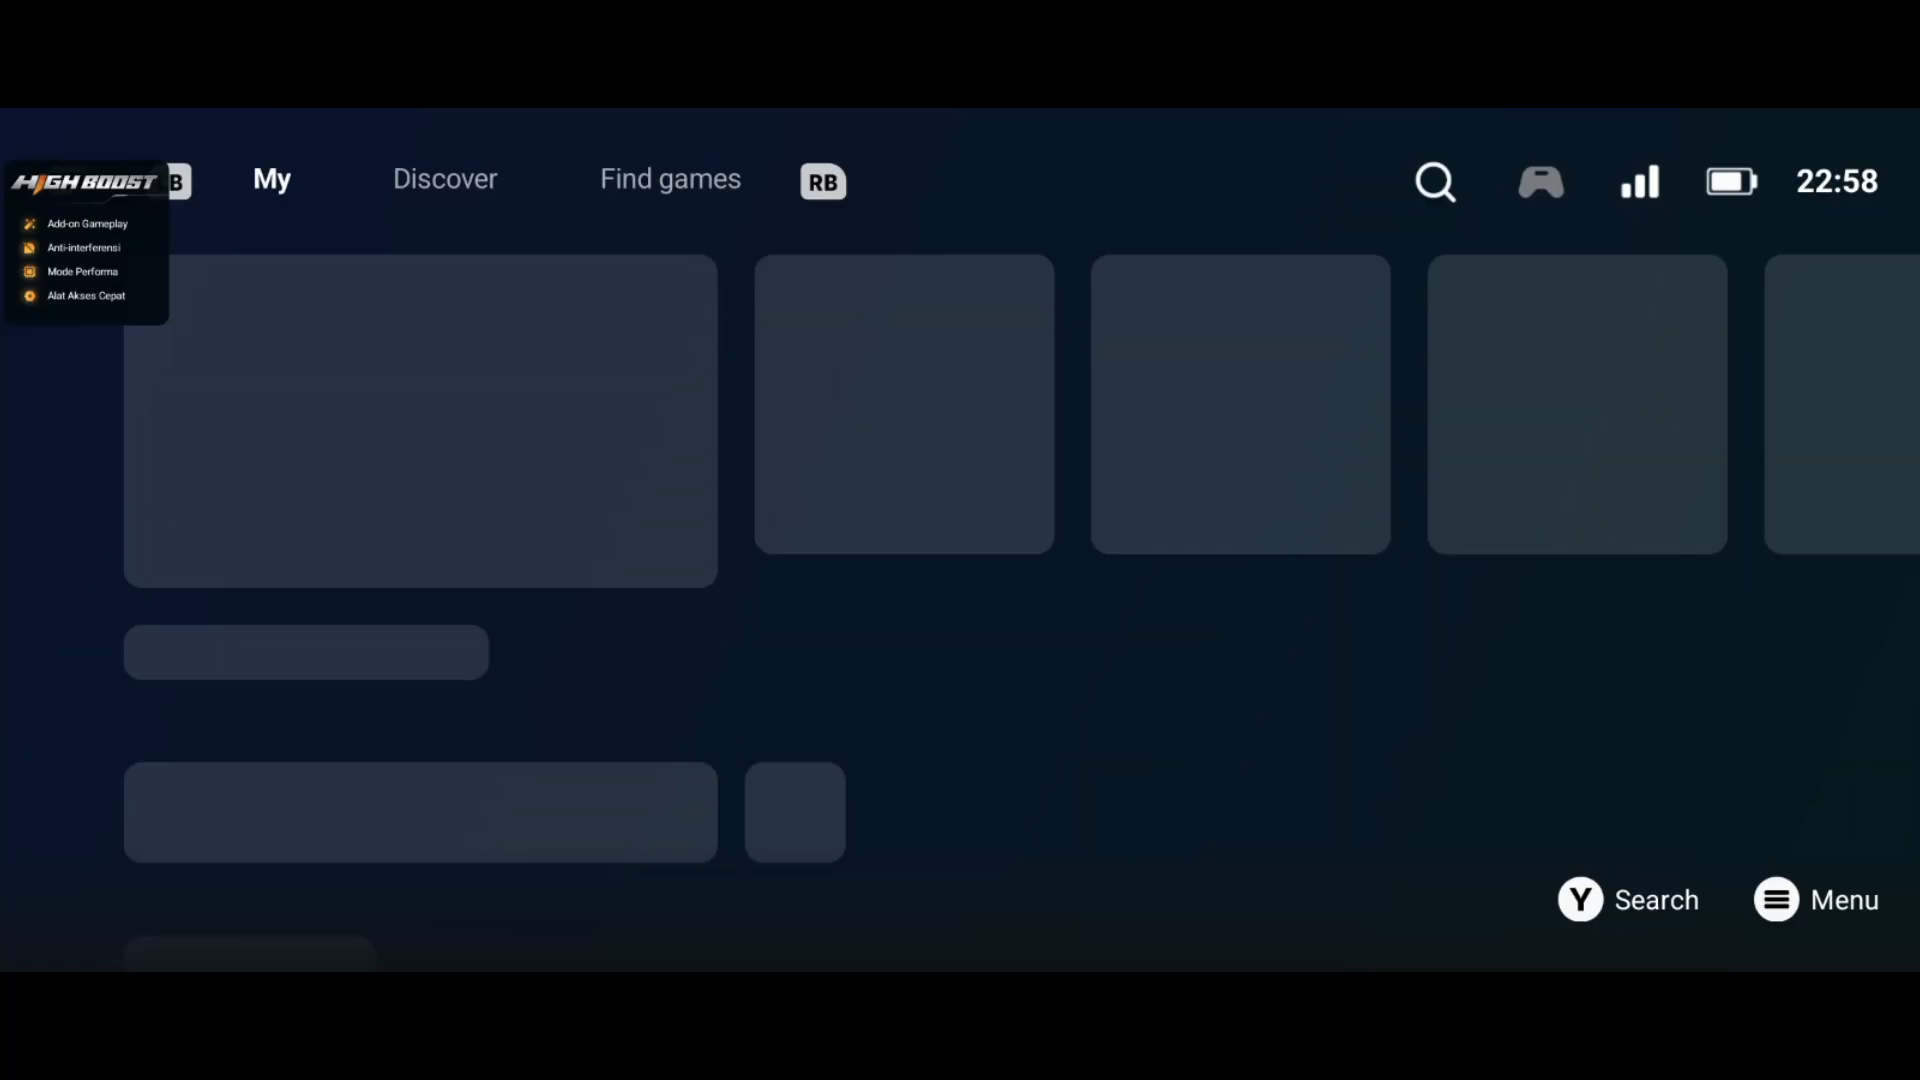 HIGH BOOST
B
My
Discover
Find games
RB
22:58
Add-on Gameplay
Anti-interferensi
Mode Performa
Alat Akses Cepat
Y Search
Menu